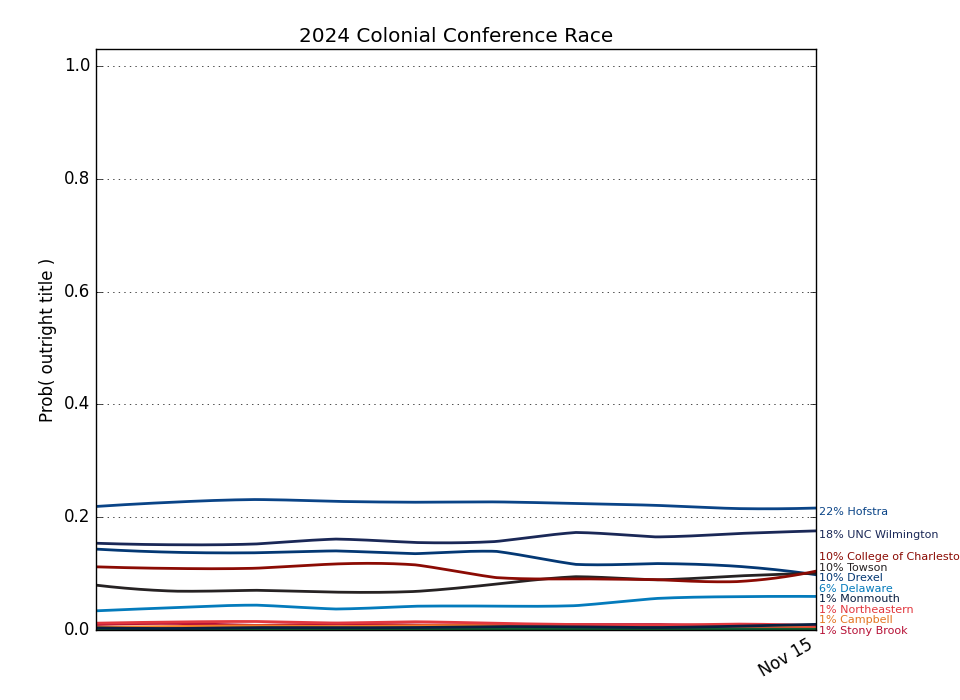 2024 Colonial Conference Race
Prob( outright title )
1.0
0.8
0.6
0.4
0.2
0.0
22% Hofstra
18% UNC Wilmington
10% College of Charlesto
10% Towson
10% Drexel
6% Delaware
1% Monmouth
1% Northeastern
1% Campbell
1% Stony Brook
Nov 15